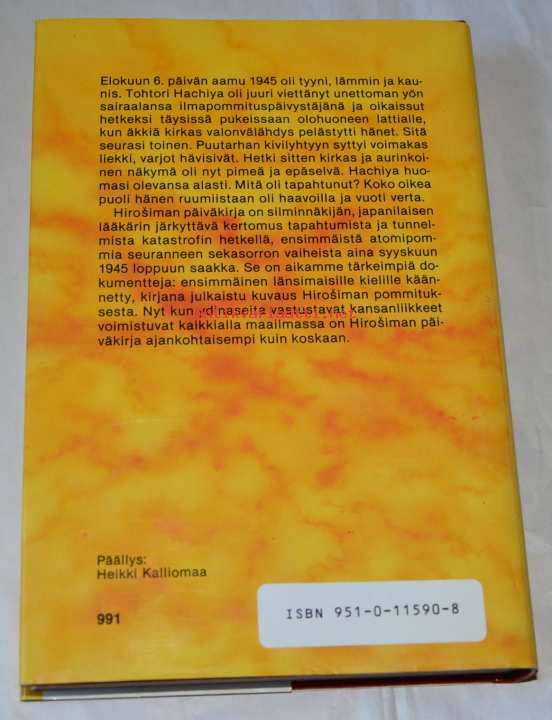 Elokuun 6. päivän aamu 1945 oli tyyni, lämmin ja kau-
nis. Tohtori Hachiya oli juuri viettänyt unettoman yön
sairaalansa ilmapommituspäivystäjänä ja oikaissut
hetkeksi täysissä pukeissaan olohuoneen lattialle,
kun äkkiä kirkas valonvälähdys pelästytti hänet. Sitä
seurasi toinen. Puutarhan kivilyhtyyn syttyi voimakas
liekki, varjot hävisivät. Hetki sitten kirkas ja aurinkoi-
nen näkymä oli nyt pimeä ja epäselvä. Hachiya huo-
masi olevansa alasti. Mitä oli tapahtunut? Koko oikea
puoli hänen ruumiistaan oli haavoilla ja vuoti verta.
Hirošiman päiväkirja on silminnäkijän, japanilaisen
lääkärin järkyttävä kertomus tapahtumista ja tunnel-
mista katastrofin hetkellä, ensimmäistä atomipom-
mia seuranneen sekasorron vaiheista aina syyskuun
1945 loppuun saakka. Se on aikamme tärkeimpiä do-
kumentteja: ensimmäinen länsimaisille kielille kään-
netty, kirjana julkaistu kuvaus Hirošiman pommituk-
sesta. Nyt kun ydinaseita vastustavat kansanliikkeet
voimistuvat kaikkialla maailmassa on Hirošiman päi-
väkirja ajankohtaisempi kuin koskaan.
Päällys:
Heikki Kalliomaa
991
ISBN 951-0-11590-8